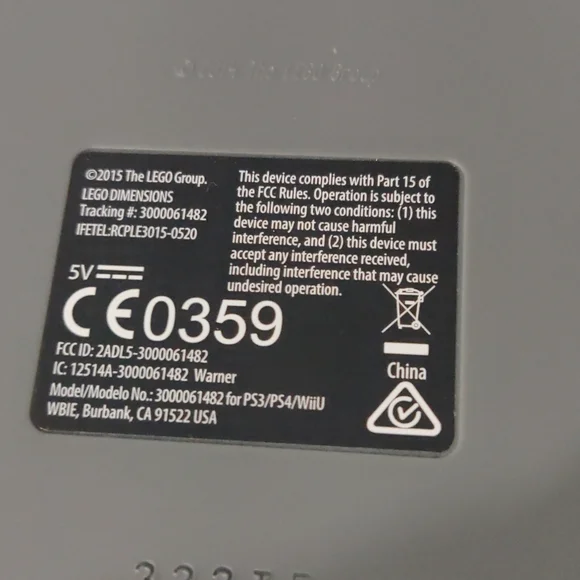 ©2015 The LEGO Group.
LEGO DIMENSIONS
Tracking #: 3000061482
IFETEL:RCPLE3015-0520
This device complies with Part 15 of
the FCC Rules. Operation is subject to
the following two conditions: (1) this
device may not cause harmful
interference, and (2) this device must
accept any interference received,
including interference that may cause
undesired operation.
5V
CE0359
FCC ID: 2ADL5-3000061482
IC: 12514A-3000061482 Warner
Model/Modelo No.: 3000061482 for PS3/PS4/WiiU
WBIE, Burbank, CA 91522 USA
China